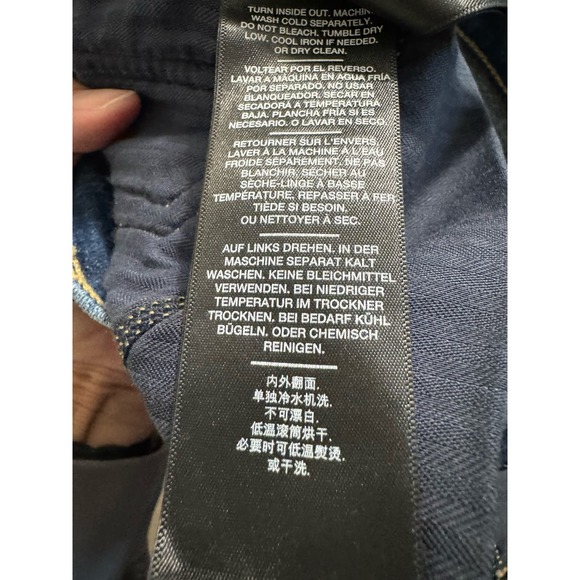 TURN INSIDE OUT. MACHINE
WASH COLD SEPARATELY.
DO NOT BLEACH. TUMBLE DRY
LOW. COOL IRON IF NEEDED.
OR DRY CLEAN.
VOLTEAR POR EL REVERSO.
LAVAR A MÁQUINA EN AGUA FRÍA
POR SEPARADO. NO USAR
BLANQUEADOR. SECAR EN
SECADORA A TEMPERATURA
BAJA. PLANCHA FRÍA SI ES
NECESARIO. O LAVAR EN SECO.
RETOURNER SUR L'ENVERS.
LAVER À LA MACHINE À L'EAU
FROIDE SÉPARÉMENT. NE PAS
BLANCHIR. SÉCHER AU
SÈCHE-LINGE À BASSE
TEMPÉRATURE. REPASSER À FER
TIÈDE SI BESOIN.
OU NETTOYER À SEC.
AUF LINKS DREHEN. IN DER
MASCHINE SEPARAT KALT
WASCHEN. KEINE BLEICHMITTEL
VERWENDEN. BEI NIEDRIGER
TEMPERATUR IM TROCKNER
TROCKNEN. BEI BEDARF KÜHL
BÜGELN. ODER CHEMISCH
REINIGEN.
内外翻面.
单独冷水机洗.
不可漂白.
低温滚筒烘干.
必要时可低温熨烫
或干洗.